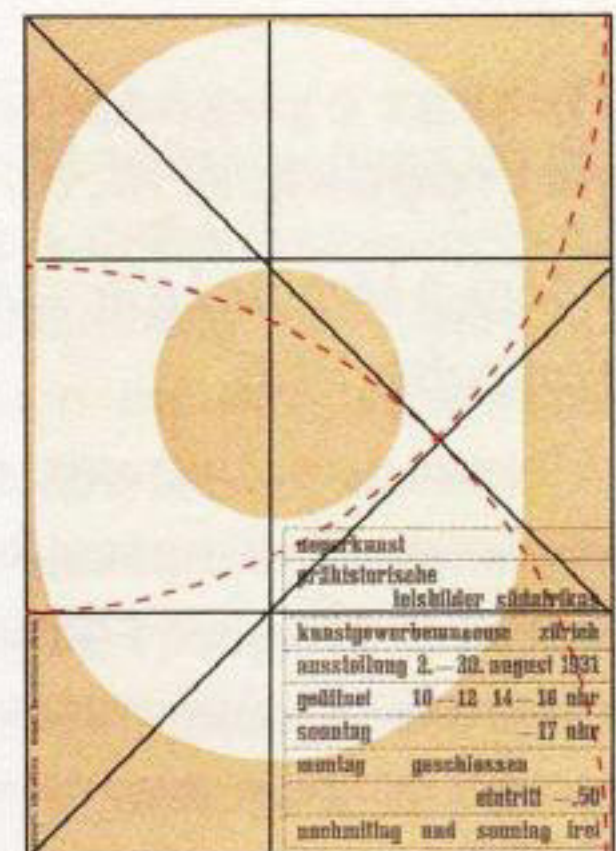 negerkunst
prähistorische
felsbilder südafrikas
kunstgewerbemuseum zürich
ausstellung 2.–30. august 1931
geöffnet 10–12 14–18 uhr
sonntag –17 uhr
montag geschlossen
eintritt –.50
nachmittag und sonntag frei